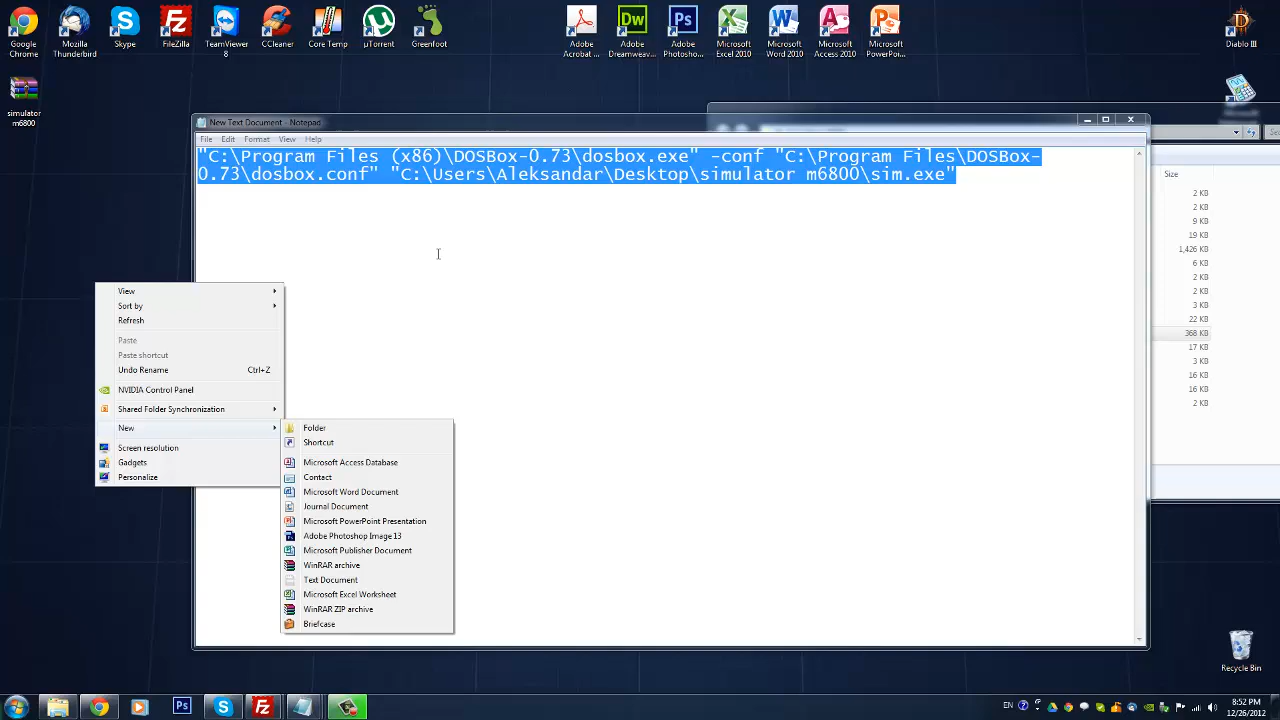 Google
Chrome
Mozilla
Thunderbird
Skype
FileZilla
TeamViewer
8
CCleaner
Core Temp
µTorrent
Greenfoot
Adobe
Acrobat ...
Adobe
Dreamweav...
Adobe
Photosho...
Microsoft
Excel 2010
Microsoft
Word 2010
Microsoft
Access 2010
Microsoft
PowerPoi...
Diablo III
simulator
m6800
New Text Document - Notepad
File Edit Format View Help
"C:\Program Files (x86)\DOSBox-0.73\dosbox.exe" -conf "C:\Program Files\DOSBox-
0.73\dosbox.conf" "C:\Users\Aleksandar\Desktop\simulator m6800\sim.exe"
Size
2 KB
2 KB
9 KB
19 KB
1,426 KB
6 KB
2 KB
2 KB
3 KB
22 KB
368 KB
17 KB
3 KB
16 KB
16 KB
2 KB
View
Sort by
Refresh
Paste
Paste shortcut
Undo Rename Ctrl+Z
NVIDIA Control Panel
Shared Folder Synchronization
New
Screen resolution
Gadgets
Personalize
Folder
Shortcut
Microsoft Access Database
Contact
Microsoft Word Document
Journal Document
Microsoft PowerPoint Presentation
Adobe Photoshop Image 13
Microsoft Publisher Document
WinRAR archive
Text Document
Microsoft Excel Worksheet
WinRAR ZIP archive
Briefcase
Recycle Bin
EN
8:52 PM
12/26/2012